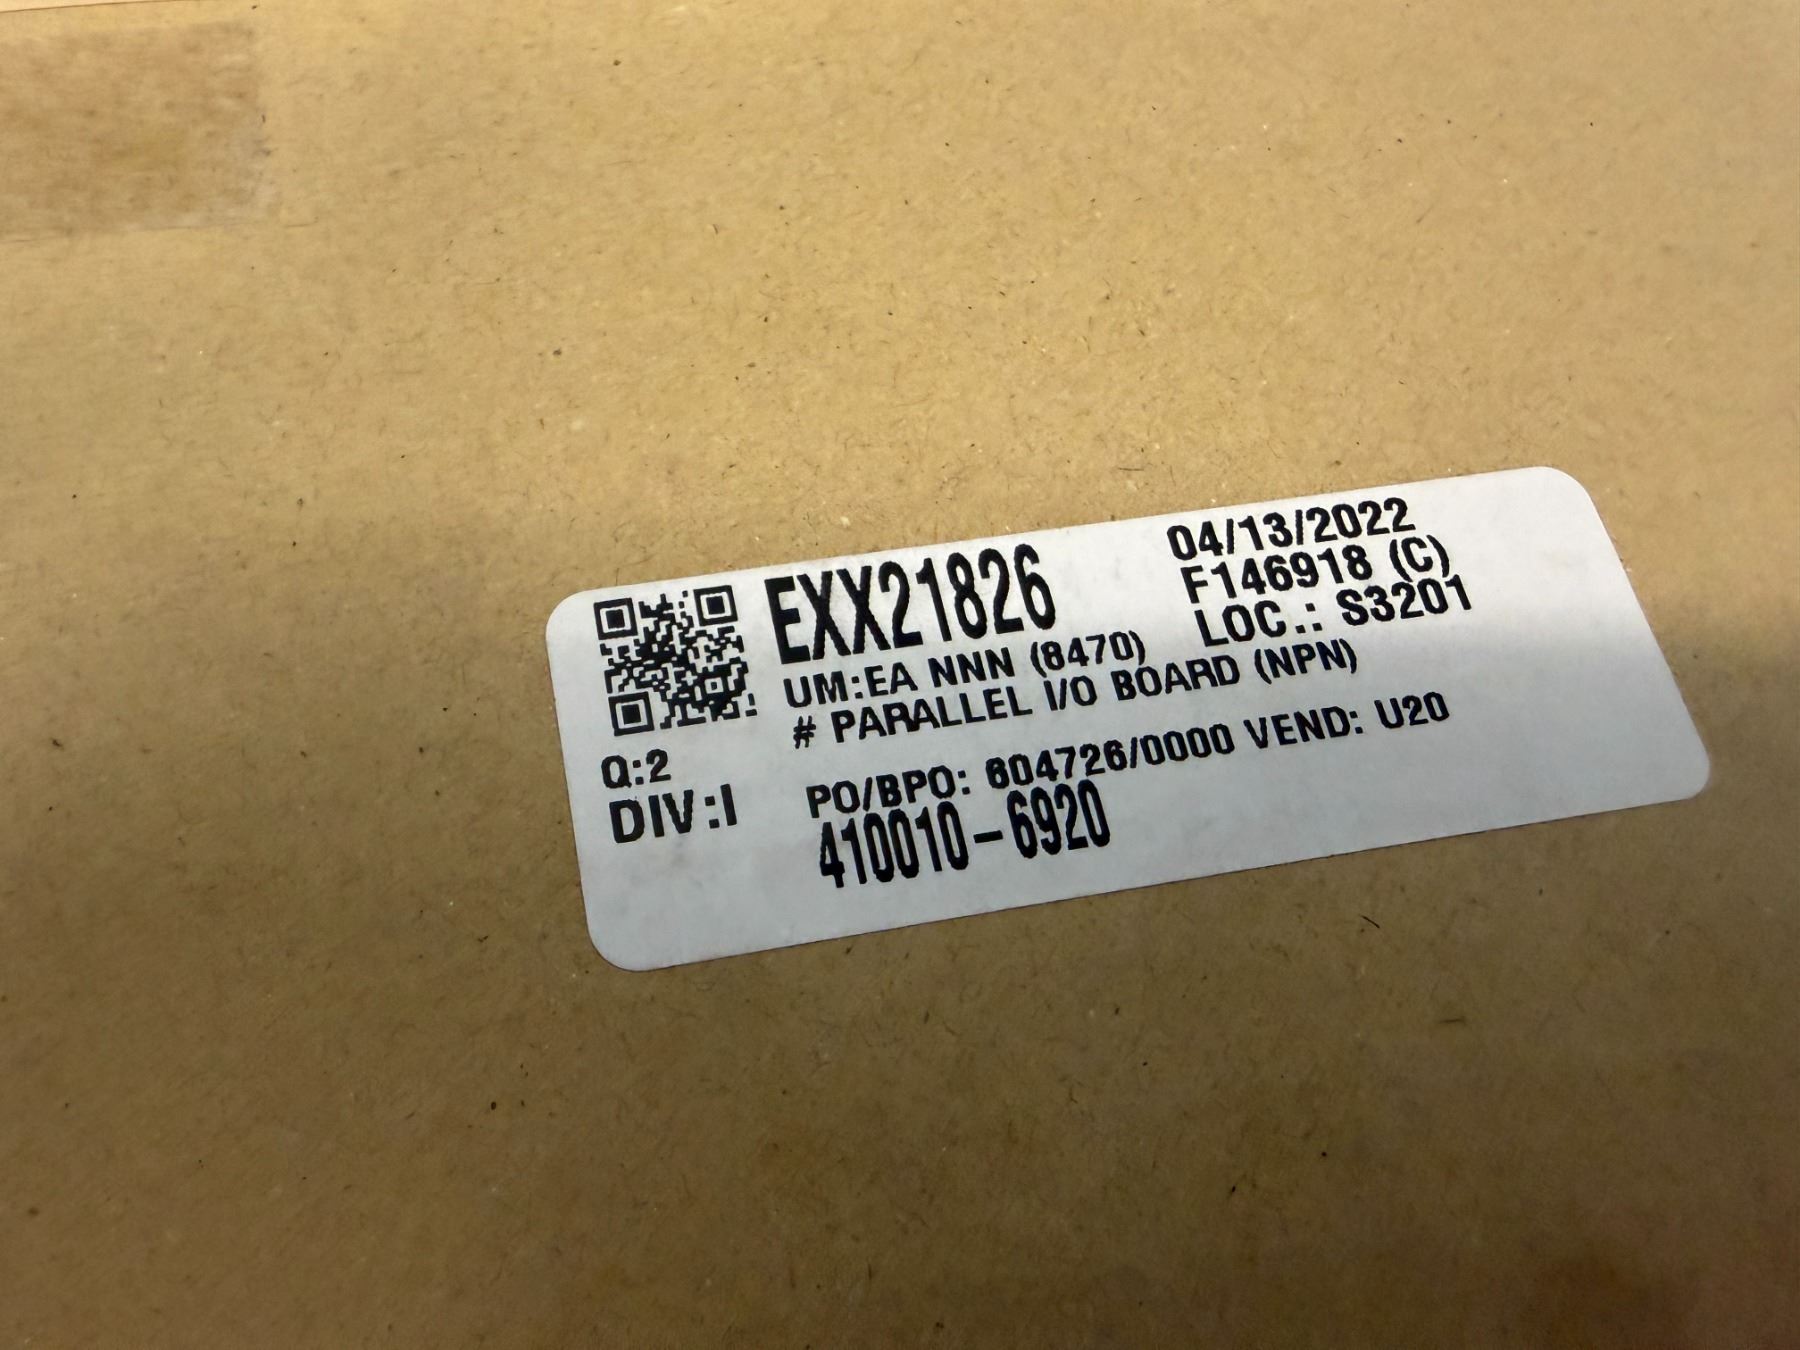 EXX21826
04/13/2022
F146918 (C)
LOC.: S3201
UM:EA NNN (8470)
# PARALLEL I/O BOARD (NPN)
Q:2
DIV:I
PO/BPO: 604726/0000 VEND: U20
410010-6920